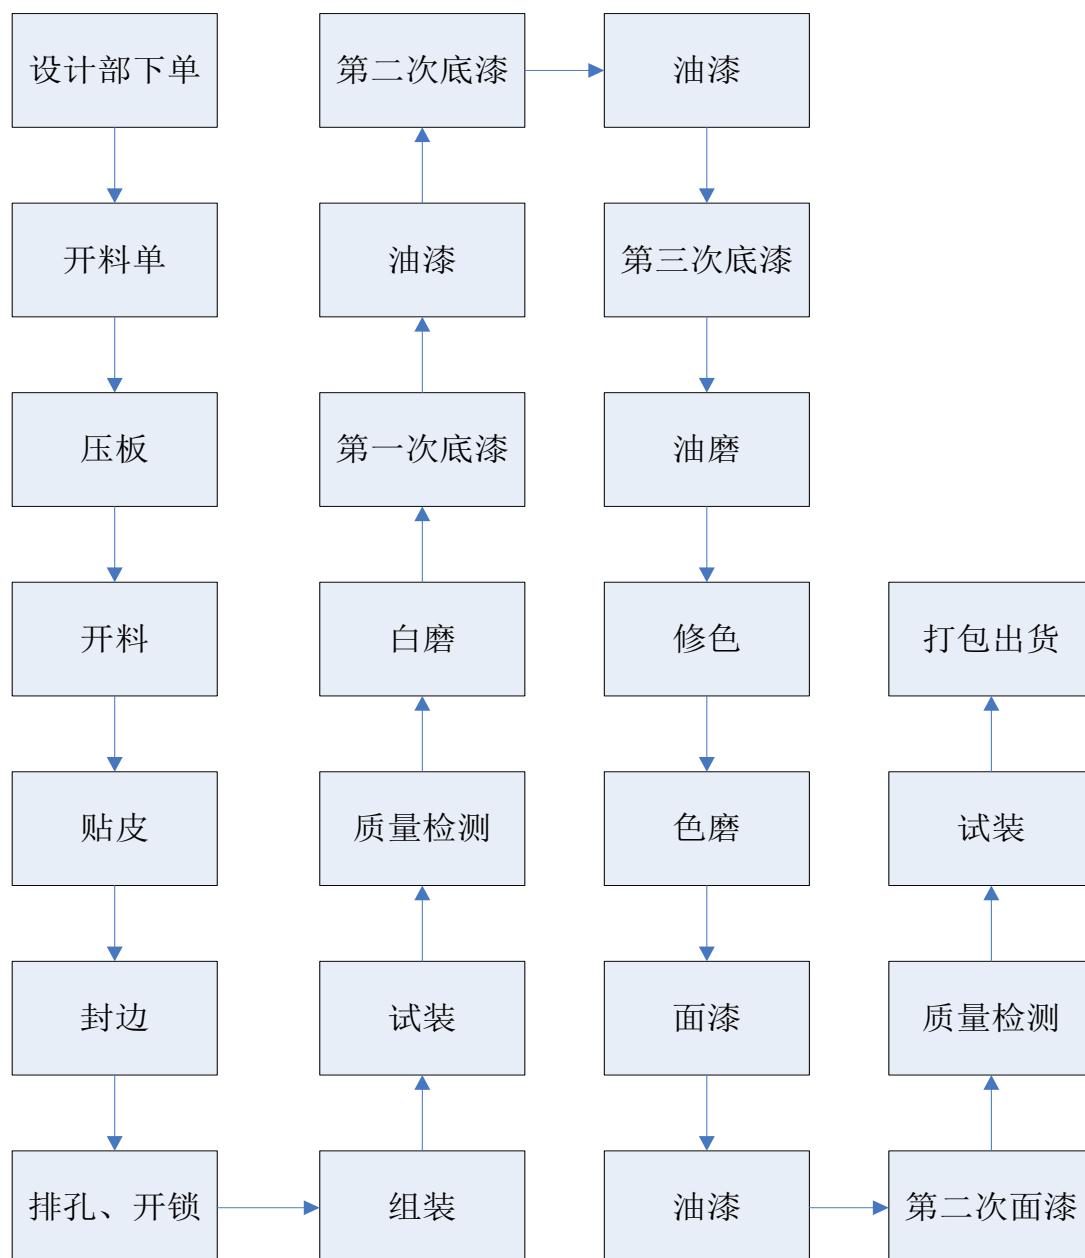 设计部下单
开料单
压板
开料
贴皮
封边
排孔、开锁
组装
试装
质量检测
白磨
第一次底漆
油漆
第二次底漆
油漆
第三次底漆
油磨
修色
色磨
面漆
油漆
第二次面漆
质量检测
试装
打包出货